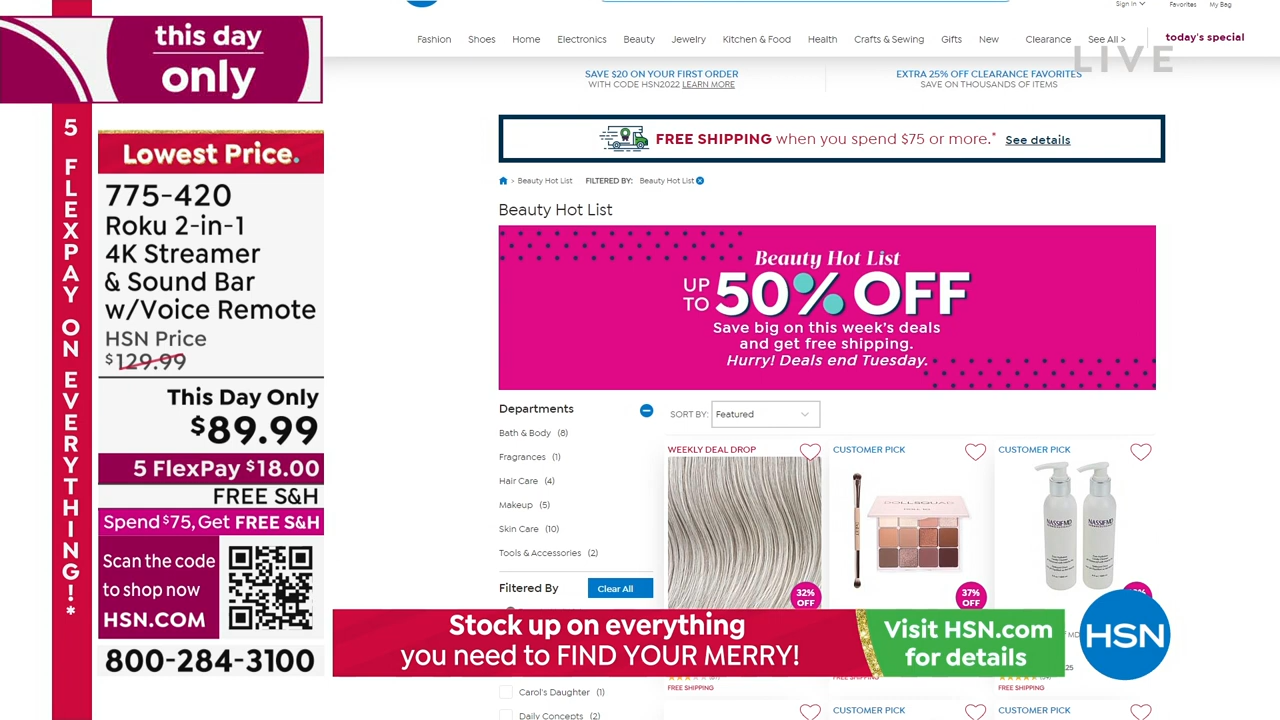 this day
only
5 FLEXPAY ON EVERYTHING!*
Lowest Price.
775-420
Roku 2-in-1
4K Streamer
& Sound Bar
w/Voice Remote
HSN Price
$129.99
This Day Only
$89.99
5 FlexPay $18.00
FREE S&H
Spend $75, Get FREE S&H
Scan the code
to shop now
HSN.COM
800-284-3100
Sign In
Favorites
My Bag
Fashion Shoes Home Electronics Beauty Jewelry Kitchen & Food Health Crafts & Sewing Gifts New Clearance See All > today's special
LIVE
SAVE $20 ON YOUR FIRST ORDER
WITH CODE HSN2022 LEARN MORE
EXTRA 25% OFF CLEARANCE FAVORITES
SAVE ON THOUSANDS OF ITEMS
FREE SHIPPING when you spend $75 or more.* See details
> Beauty Hot List FILTERED BY: Beauty Hot List
Beauty Hot List
Beauty Hot List
UP TO 50% OFF
Save big on this week's deals
and get free shipping.
Hurry! Deals end Tuesday.
Departments
Bath & Body (8)
Fragrances (1)
Hair Care (4)
Makeup (5)
Skin Care (10)
Tools & Accessories (2)
Filtered By Clear All
SORT BY: Featured
WEEKLY DEAL DROP
32%
OFF
CUSTOMER PICK
37%
OFF
CUSTOMER PICK
NASSIFMD
NASSIFMD
Stock up on everything
you need to FIND YOUR MERRY!
Visit HSN.com
for details
HSN
FREE SHIPPING
FREE SHIPPING
Carol's Daughter (1)
Daily Concepts (2)
CUSTOMER PICK
CUSTOMER PICK